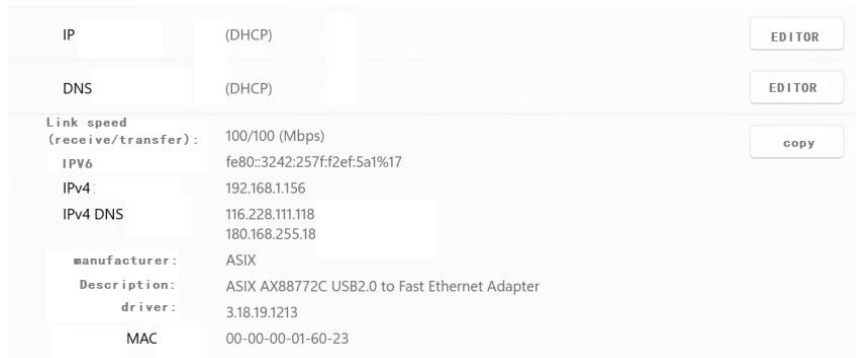 IP (DHCP) EDITOR
DNS (DHCP) EDITOR
Link speed
(receive/transfer): 100/100 (Mbps) copy
IPV6 fe80::3242:257f:f2ef:5a1%17
IPv4 : 192.168.1.156
IPv4 DNS 116.228.111.118
180.168.255.18
manufacturer: ASIX
Description: ASIX AX88772C USB2.0 to Fast Ethernet Adapter
driver: 3.18.19.1213
MAC 00-00-00-01-60-23